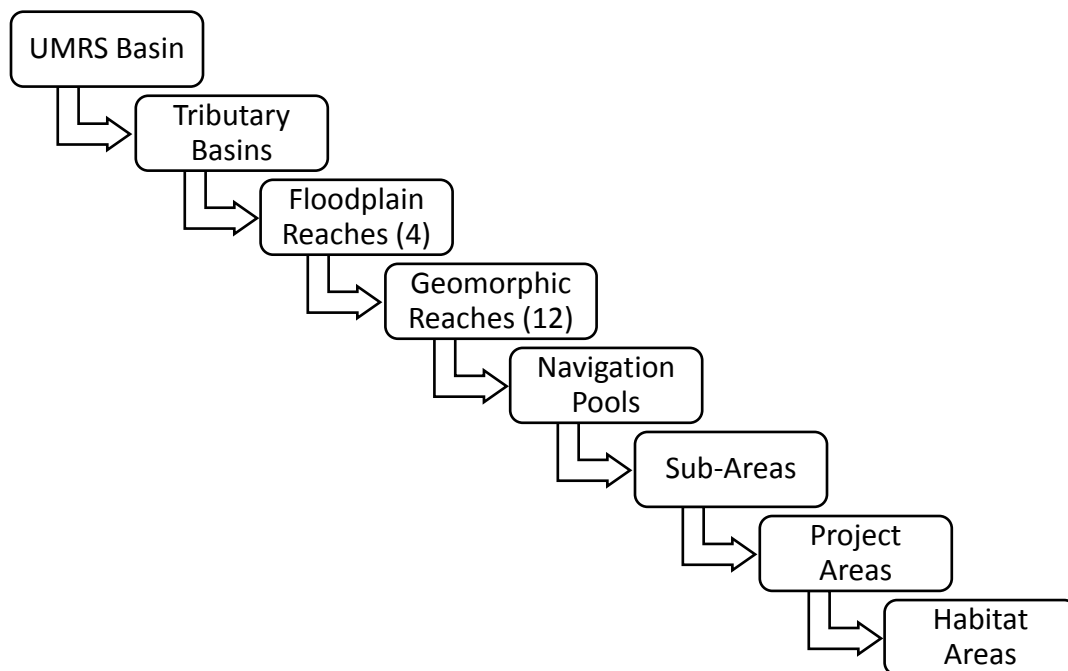 UMRS Basin
Tributary
Basins
Floodplain
Reaches (4)
Geomorphic
Reaches (12)
Navigation
Pools
Sub-Areas
Project
Areas
Habitat
Areas